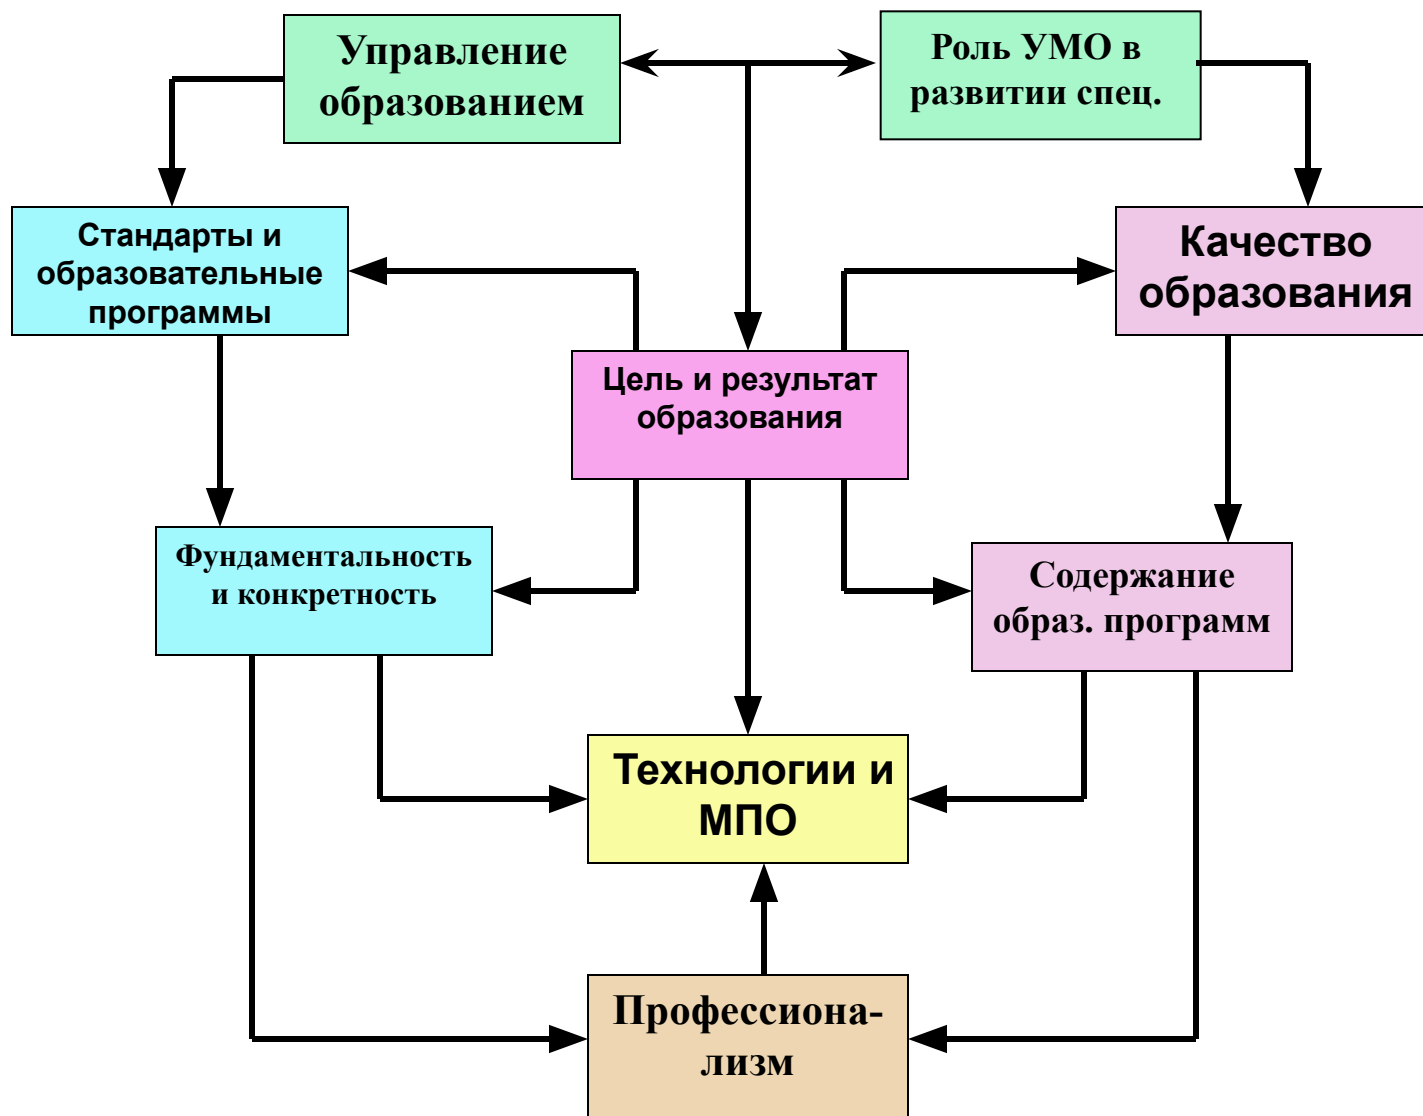 Управление
образованием
Роль УМО в
развитии спец.
Стандарты и
образовательные
программы
Качество
образования
Цель и результат
образования
Фундаментальность
и конкретность
Содержание
образ. программ
Технологии и
МПО
Профессиона-
лизм